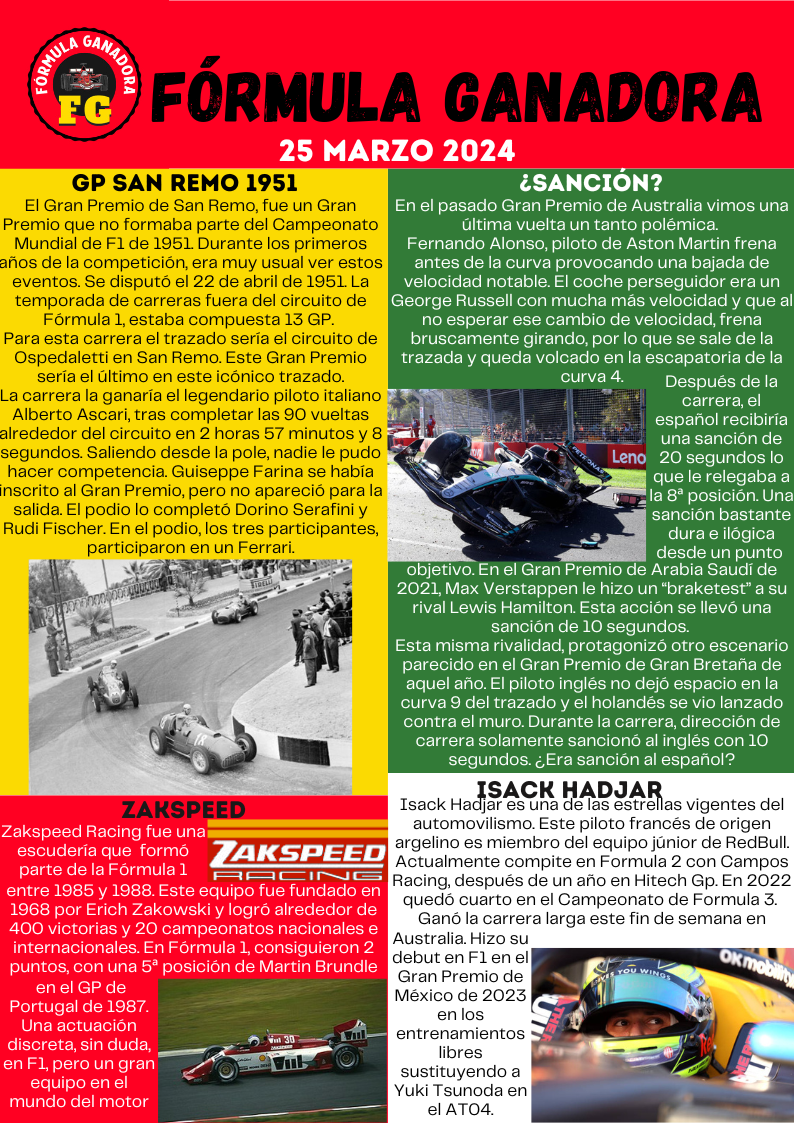 FÓRMULA GANADORA
FG
FÓRMULA GANADORA
25 MARZO 2024
GP SAN REMO 1951
El Gran Premio de San Remo, fue un Gran
Premio que no formaba parte del Campeonato
Mundial de F1 de 1951. Durante los primeros
años de la competición, era muy usual ver estos
eventos. Se disputó el 22 de abril de 1951. La
temporada de carreras fuera del circuito de
Fórmula 1, estaba compuesta 13 GP.
Para esta carrera el trazado sería el circuito de
Ospedaletti en San Remo. Este Gran Premio
sería el último en este icónico trazado.
La carrera la ganaría el legendario piloto italiano
Alberto Ascari, tras completar las 90 vueltas
alrededor del circuito en 2 horas 57 minutos y 8
segundos. Saliendo desde la pole, nadie le pudo
hacer competencia. Guiseppe Farina se había
inscrito al Gran Premio, pero no apareció para la
salida. El podio lo completó Dorino Serafini y
Rudi Fischer. En el podio, los tres participantes,
participaron en un Ferrari.
PIRELLI
18
ZAKSPEED
Zakspeed Racing fue una
escudería que formó
parte de la Fórmula 1
ZAKSPEED
RACING
entre 1985 y 1988. Este equipo fue fundado en
1968 por Erich Zakowski y logró alrededor de
400 victorias y 20 campeonatos nacionales e
internacionales. En Fórmula 1, consiguieron 2
puntos, con una 5ª posición de Martin Brundle
en el GP de
Portugal de 1987.
Una actuación
discreta, sin duda,
en F1, pero un gran
equipo en el
mundo del motor
30
¿SANCIÓN?
En el pasado Gran Premio de Australia vimos una
última vuelta un tanto polémica.
Fernando Alonso, piloto de Aston Martin frena
antes de la curva provocando una bajada de
velocidad notable. El coche perseguidor era un
George Russell con mucha más velocidad y que al
no esperar ese cambio de velocidad, frena
bruscamente girando, por lo que se sale de la
trazada y queda volcado en la escapatoria de la
curva 4.
Después de la
carrera, el
español recibiría
una sanción de
20 segundos lo
que le relegaba a
la 8ª posición. Una
sanción bastante
dura e ilógica
desde un punto
PETRONAS
Leno
objetivo. En el Gran Premio de Arabia Saudí de
2021, Max Verstappen le hizo un “braketest” a su
rival Lewis Hamilton. Esta acción se llevó una
sanción de 10 segundos.
Esta misma rivalidad, protagonizó otro escenario
parecido en el Gran Premio de Gran Bretaña de
aquel año. El piloto inglés no dejó espacio en la
curva 9 del trazado y el holandés se vio lanzado
contra el muro. Durante la carrera, dirección de
carrera solamente sancionó al inglés con 10
segundos. ¿Era sanción al español?
ISACK HADJAR
Isack Hadjar es una de las estrellas vigentes del
automovilismo. Este piloto francés de origen
argelino es miembro del equipo júnior de RedBull.
Actualmente compite en Formula 2 con Campos
Racing, después de un año en Hitech Gp. En 2022
quedó cuarto en el Campeonato de Formula 3.
Ganó la carrera larga este fin de semana en
Australia. Hizo su
debut en F1 en el
Gran Premio de
México de 2023
en los
entrenamientos
libres
sustituyendo a
Yuki Tsunoda en
el AT04.
OK mobility
YOU WINGS